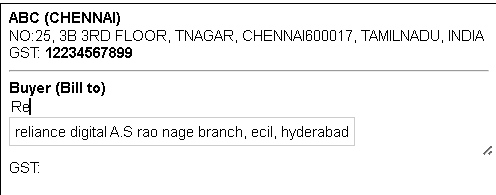 ABC (CHENNAI)
NO:25, 3B 3RD FLOOR, TNAGAR, CHENNAI600017, TAMILNADU, INDIA
GST: 12234567899
Buyer (Bill to)
Re
reliance digital A.S rao nage branch, ecil, hyderabad
GST: